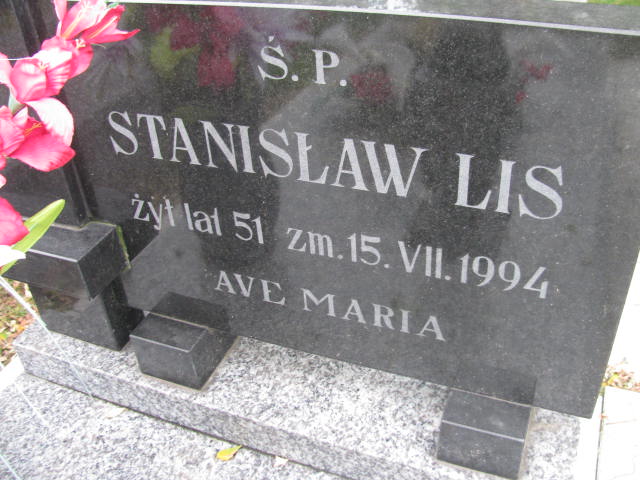 Ś.P.
STANISŁAW LIS
żył lat 51 zm. 15. VII. 1994
AVE MARIA